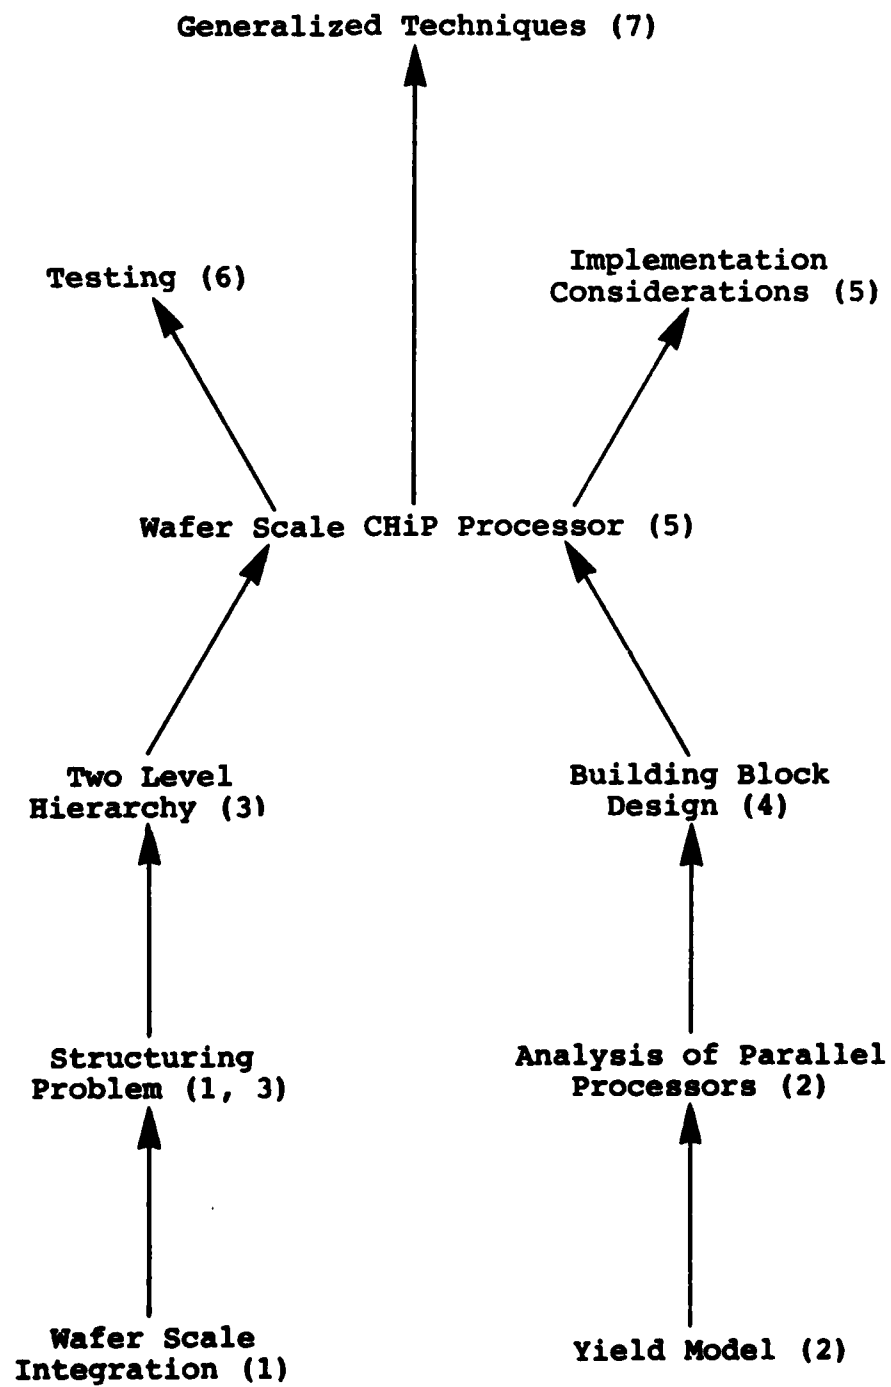 Generalized Techniques (7)
Testing (6)
Implementation
Considerations (5)
Wafer Scale CHiP Processor (5)
Two Level
Hierarchy (3)
Building Block
Design (4)
Structuring
Problem (1, 3)
Analysis of Parallel
Processors (2)
Wafer Scale
Integration (1)
Yield Model (2)